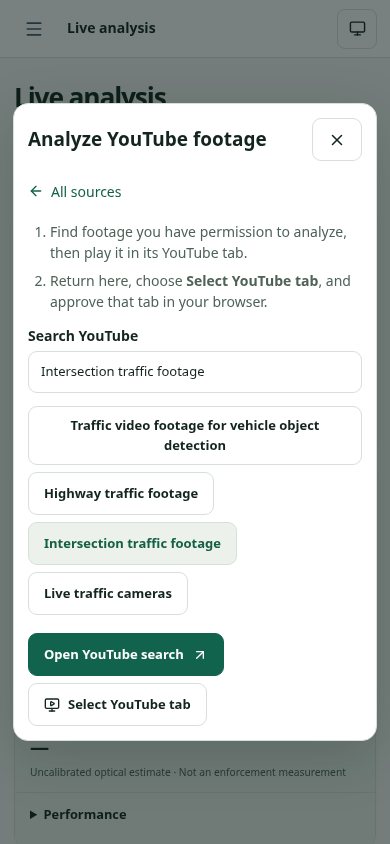 Live analysis
Live analysis
Analyze YouTube footage
All sources
1. Find footage you have permission to analyze,
then play it in its YouTube tab.
2. Return here, choose Select YouTube tab, and
approve that tab in your browser.
Search YouTube
Intersection traffic footage
Traffic video footage for vehicle object
detection
Highway traffic footage
Intersection traffic footage
Live traffic cameras
Open YouTube search
Select YouTube tab
—
Uncalibrated optical estimate · Not an enforcement measurement
Performance